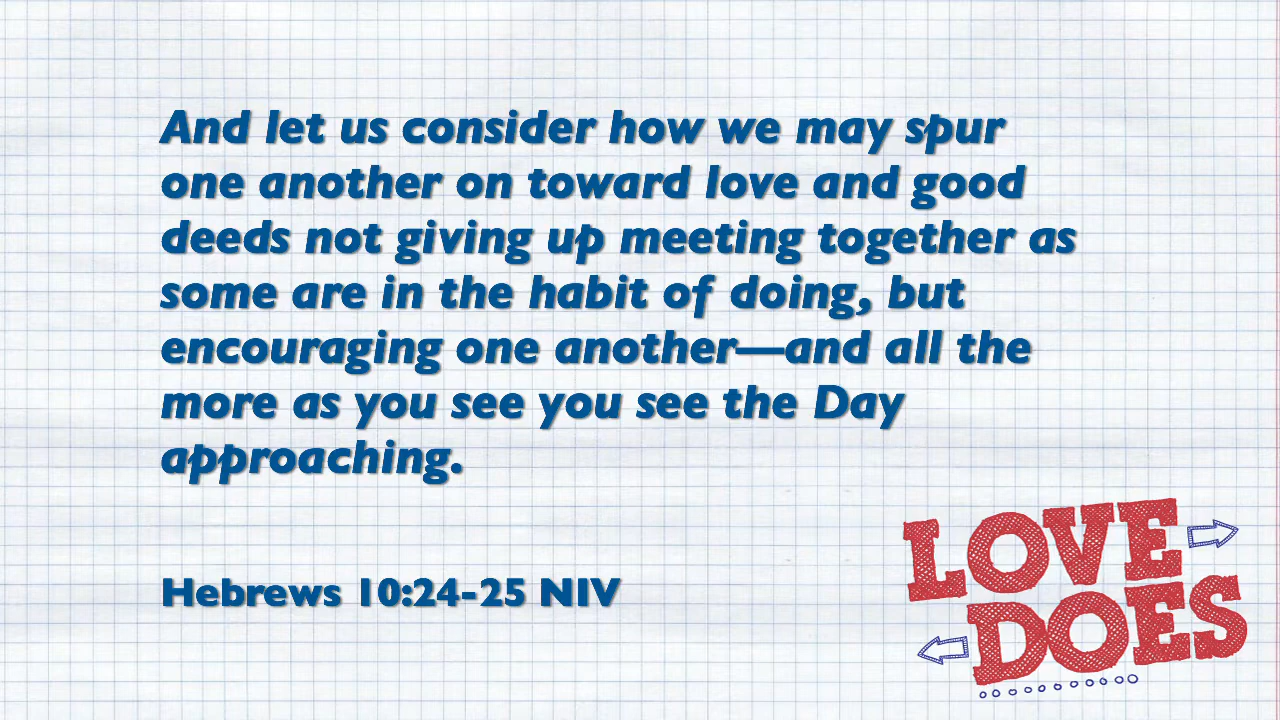 And let us consider how we may spur
one another on toward love and good
deeds not giving up meeting together as
some are in the habit of doing, but
encouraging one another—and all the
more as you see you see the Day
approaching.
Hebrews 10:24-25 NIV
LOVE
DOES